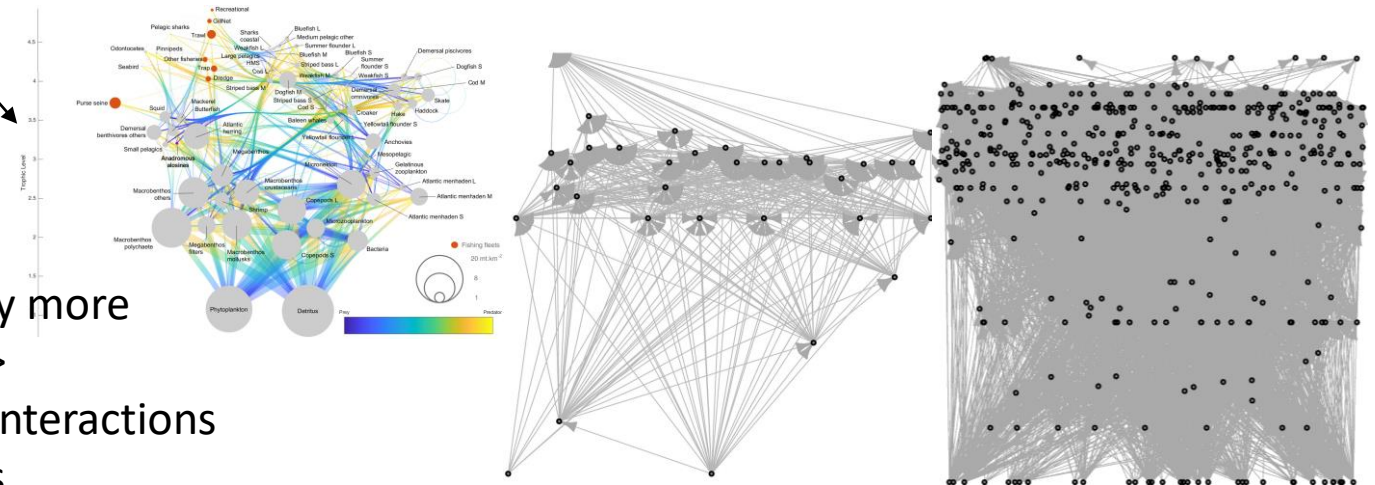 Recreational
GillNet
Pelagic sharks
Trawl
Sharks
coastal
Bluefish L
Medium pelagic other
4.5
Odontocetes
Pinnipeds
Weakfish L
Summer flounder L
Large pelagics
HMS
Bluefish M
Bluefish S
Demersal piscivores
Other fisheries
Seabird
Trap
Cod L
Striped bass L
Summer
flounder S
Dogfish S
4
Dredge
Weakfish M
Weakfish S
Cod M
Striped bass M
Dogfish M
Demersal
omnivores
Purse seine
Mackerel
Butterfish
Striped bass S
Cod S
Skate
Squid
Croaker
Hake
Haddock
3.5
Baleen whales
Yellowtail flounder S
Demersal
benthivores others
Atlantic
herring
Yellowtail flounder L
Anchovies
Small pelagics
Megabenthos
Mesopelagic
Anadromous
alosines
Micronekton
Gelatinous
zooplankton
3
Trophic Level
Macrobenthos
crustaceans
Atlantic menhaden L
Macrobenthos
others
Atlantic menhaden M
2.5
Copepods L
Shrimp
Atlantic menhaden S
Microzooplankton
2
Macrobenthos
polychaete
Megabenthos
filters
Macrobenthos
mollusks
Copepods S
Bacteria
Fishing fleets
20 mt.km-2
8
1
1.5
Phytoplankton
Detritus
Prey
Predator
y more
nteractions